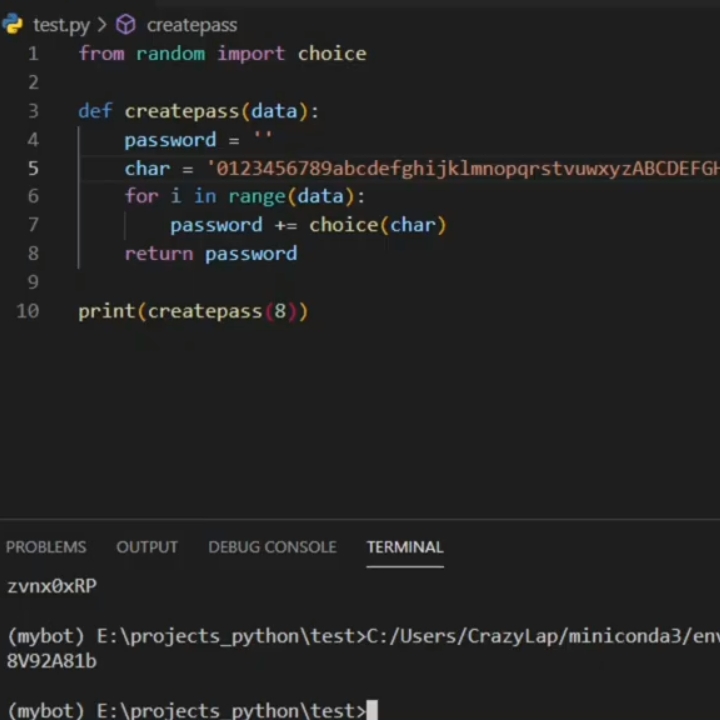 test.py > createpass
1 from random import choice
2
3 def createpass(data):
4     password = ''
5     char = '0123456789abcdefghijklmnopqrstvuwxyzABCDEFGH
6     for i in range(data):
7         password += choice(char)
8     return password
9
10 print(createpass(8))
PROBLEMS OUTPUT DEBUG CONSOLE TERMINAL
zvnx0xRP
(mybot) E:\projects_python\test>C:/Users/CrazyLap/miniconda3/env
8V92A81b
(mybot) E:\projects_python\test>